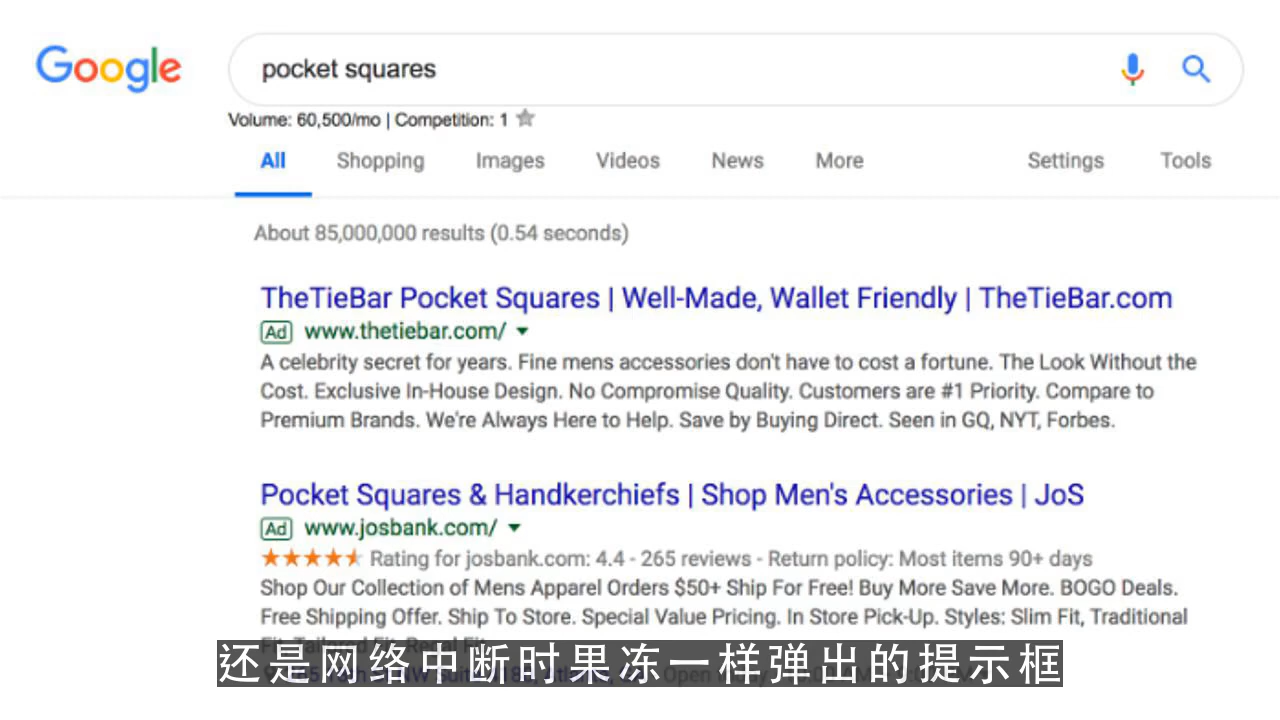 Google
pocket squares
Volume: 60,500/mo | Competition: 1
All Shopping Images Videos News More Settings Tools
About 85,000,000 results (0.54 seconds)
TheTieBar Pocket Squares | Well-Made, Wallet Friendly | TheTieBar.com
Ad www.thetiebar.com/
A celebrity secret for years. Fine mens accessories don't have to cost a fortune. The Look Without the
Cost. Exclusive In-House Design. No Compromise Quality. Customers are #1 Priority. Compare to
Premium Brands. We're Always Here to Help. Save by Buying Direct. Seen in GQ, NYT, Forbes.
Pocket Squares & Handkerchiefs | Shop Men's Accessories | JoS
Ad www.josbank.com/
Rating for josbank.com: 4.4 - 265 reviews - Return policy: Most items 90+ days
Shop Our Collection of Mens Apparel Orders $50+ Ship For Free! Buy More Save More. BOGO Deals.
Free Shipping Offer. Ship To Store. Special Value Pricing. In Store Pick-Up. Styles: Slim Fit, Traditional
还是网络中断时果冻一样弹出的提示框